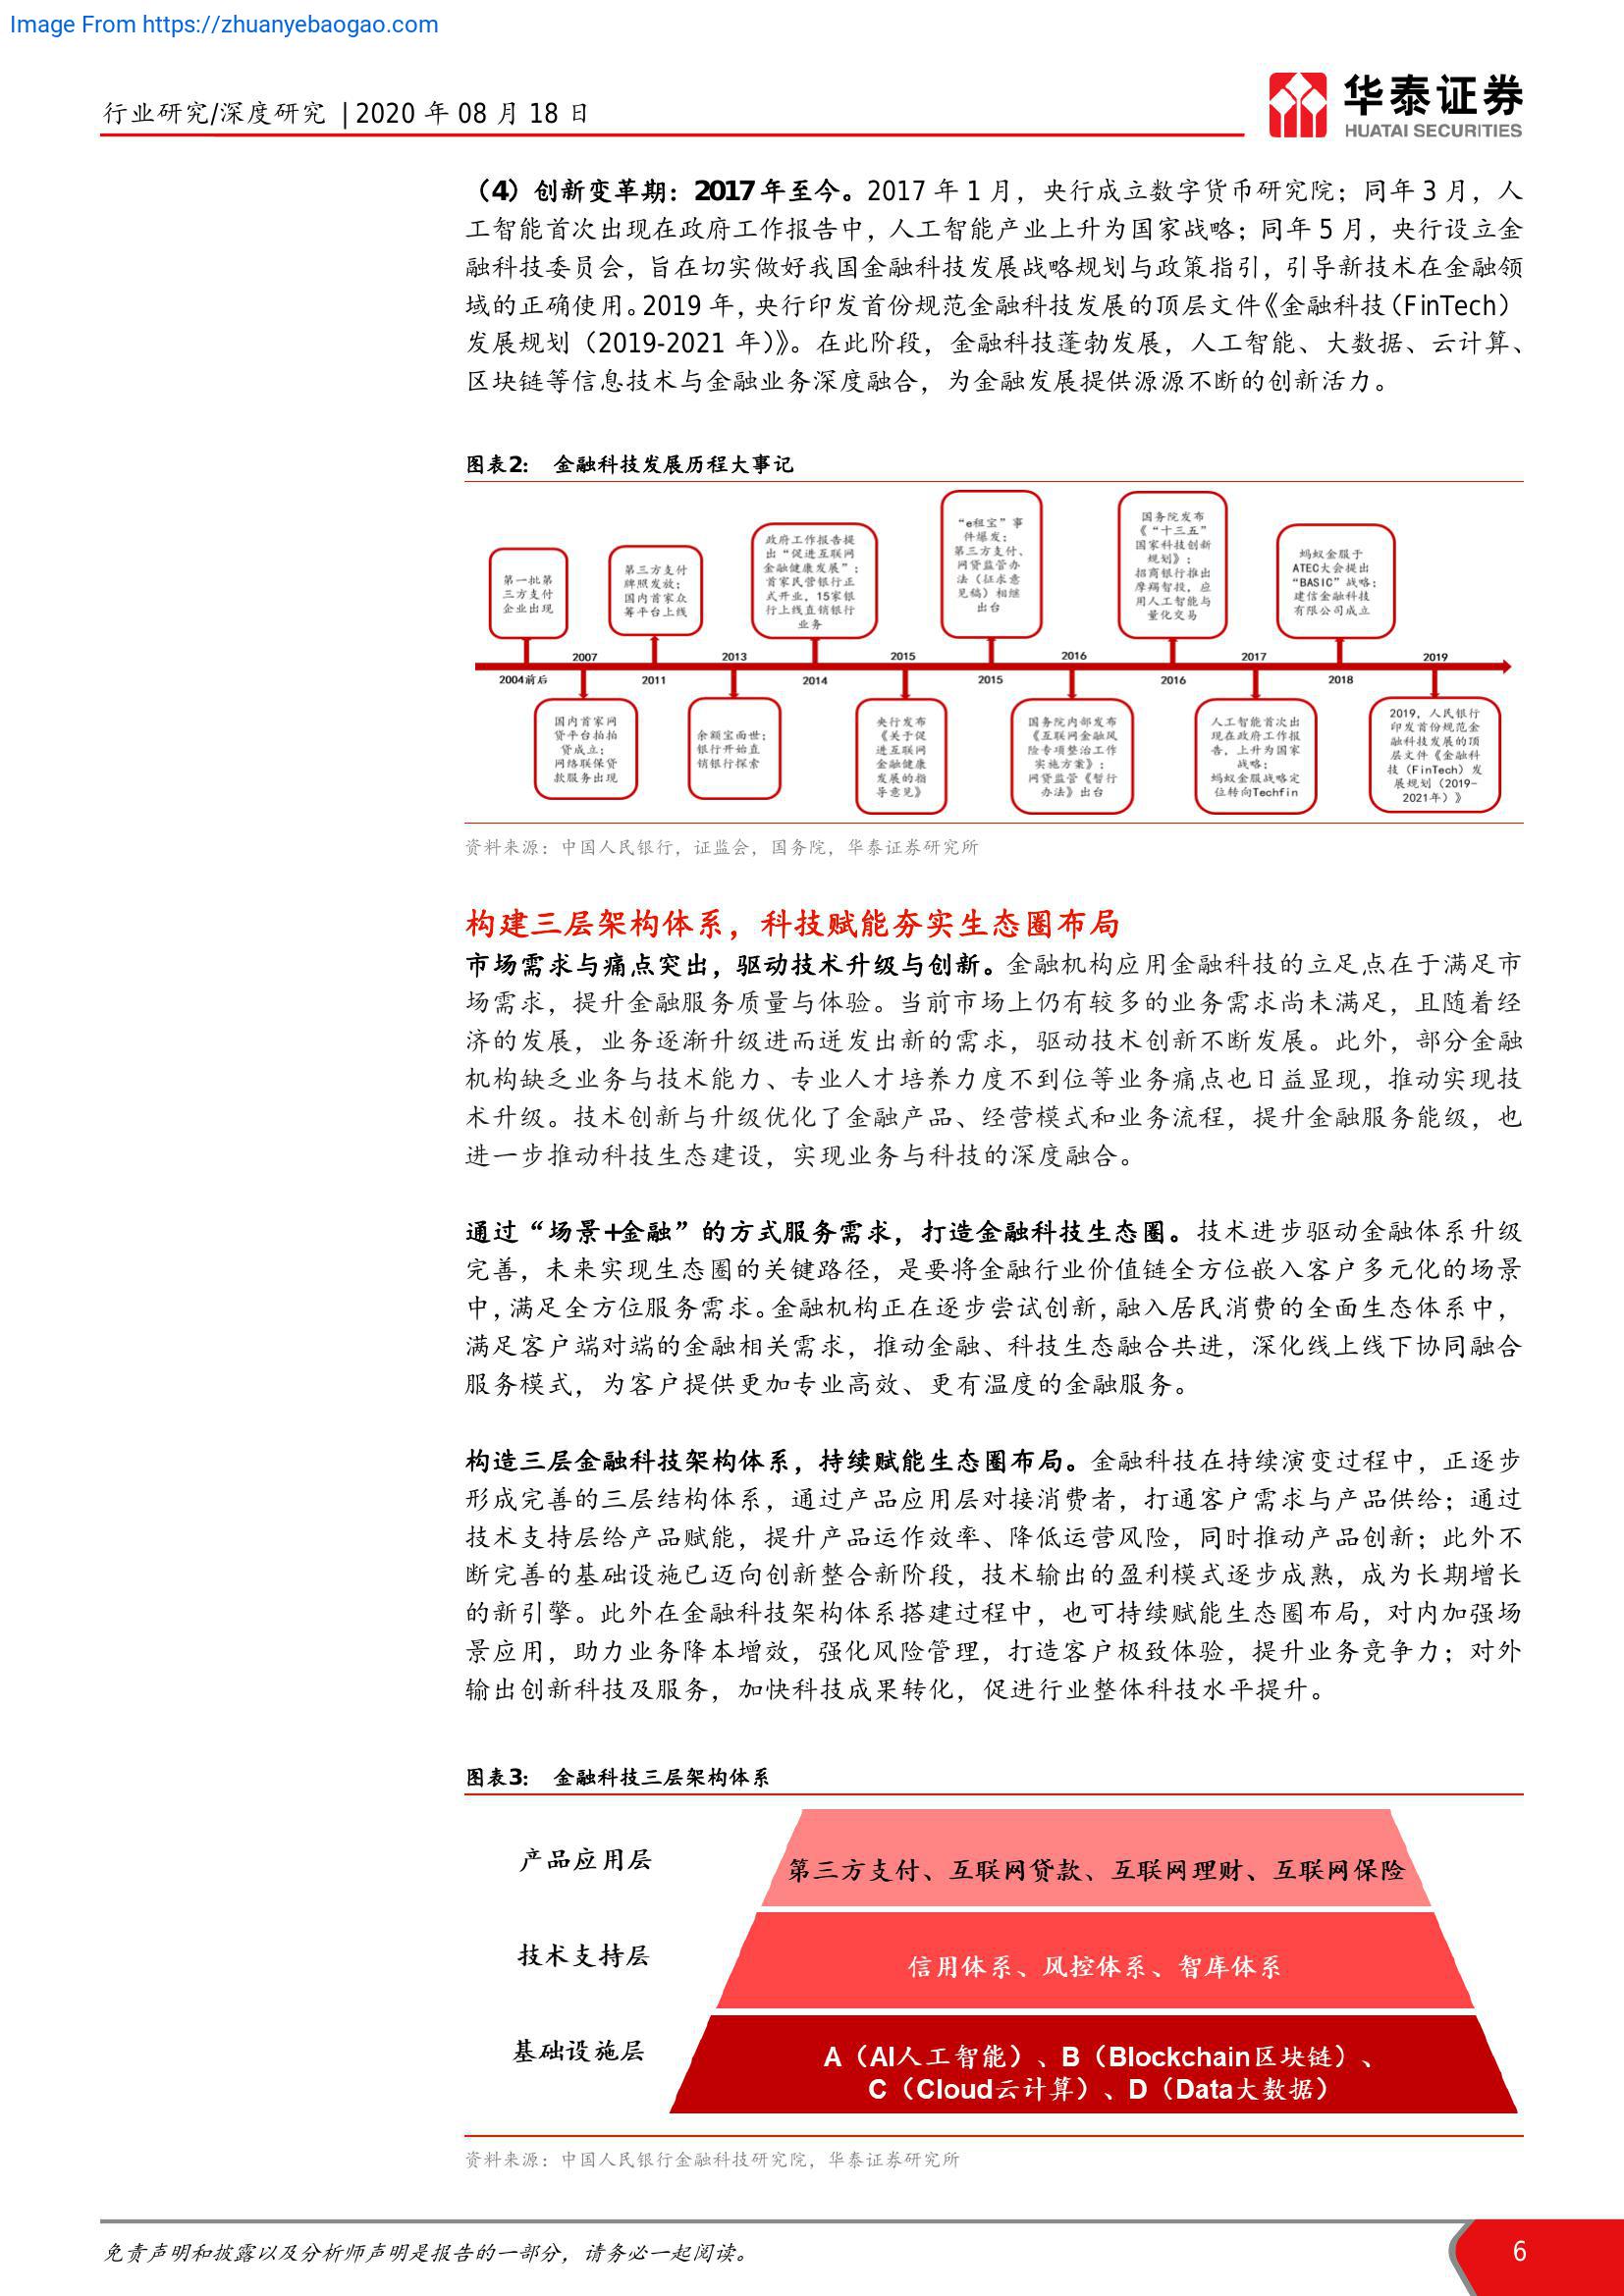 Image From https://zhuanyebaogao.com
行业研究/深度研究 | 2020 年 08 月 18 日
华泰证券
HUATAI SECURITIES
（4）创新变革期：2017 年至今。2017 年 1 月，央行成立数字货币研究院；同年 3 月，人
工智能首次出现在政府工作报告中，人工智能产业上升为国家战略；同年 5 月，央行设立金
融科技委员会，旨在切实做好我国金融科技发展战略规划与政策指引，引导新技术在金融领
域的正确使用。2019 年，央行印发首份规范金融科技发展的顶层文件《金融科技（FinTech）
发展规划（2019-2021 年）》。在此阶段，金融科技蓬勃发展，人工智能、大数据、云计算、
区块链等信息技术与金融业务深度融合，为金融发展提供源源不断的创新活力。
图表2： 金融科技发展历程大事记
第一批第
三方支付
企业出现
第三方支付
牌照发放；
国内首家众
筹平台上线
政府工作报告提
出“促进互联网
金融健康发展”；
首家民营银行正
式开业，15家银
行上线直销银行
业务
“e租宝”事
件爆发；
第三方支付、
网贷监管办
法（征求意
见稿）相继
出台
国务院发布
《“十三五”
国家科技创新
规划》；
招商银行推出
摩羯智投，应
用人工智能与
量化交易
蚂蚁金服于
ATEC大会提出
“BASIC”战略；
建信金融科技
有限公司成立
2007
2013
2015
2016
2017
2019
2004前后
2011
2014
2015
2016
2018
国内首家网
贷平台拍拍
贷成立；
网络联保贷
款服务出现
余额宝面世；
银行开始直
销银行探索
央行发布
《关于促
进互联网
金融健康
发展的指
导意见》
国务院内部发布
《互联网金融风
险专项整治工作
实施方案》；
网贷监管《暂行
办法》出台
人工智能首次出
现在政府工作报
告，上升为国家
战略；
蚂蚁金服战略定
位转向Techfin
2019，人民银行
印发首份规范金
融科技发展的顶
层文件《金融科
技（FinTech）发
展规划（2019-
2021年）》
资料来源：中国人民银行，证监会，国务院，华泰证券研究所
构建三层架构体系，科技赋能夯实生态圈布局
市场需求与痛点突出，驱动技术升级与创新。金融机构应用金融科技的立足点在于满足市
场需求，提升金融服务质量与体验。当前市场上仍有较多的业务需求尚未满足，且随着经
济的发展，业务逐渐升级进而迸发出新的需求，驱动技术创新不断发展。此外，部分金融
机构缺乏业务与技术能力、专业人才培养力度不到位等业务痛点也日益显现，推动实现技
术升级。技术创新与升级优化了金融产品、经营模式和业务流程，提升金融服务能级，也
进一步推动科技生态建设，实现业务与科技的深度融合。
通过“场景+金融”的方式服务需求，打造金融科技生态圈。技术进步驱动金融体系升级
完善，未来实现生态圈的关键路径，是要将金融行业价值链全方位嵌入客户多元化的场景
中，满足全方位服务需求。金融机构正在逐步尝试创新，融入居民消费的全面生态体系中，
满足客户端对端的金融相关需求，推动金融、科技生态融合共进，深化线上线下协同融合
服务模式，为客户提供更加专业高效、更有温度的金融服务。
构造三层金融科技架构体系，持续赋能生态圈布局。金融科技在持续演变过程中，正逐步
形成完善的三层结构体系，通过产品应用层对接消费者，打通客户需求与产品供给；通过
技术支持层给产品赋能，提升产品运作效率、降低运营风险，同时推动产品创新；此外不
断完善的基础设施已迈向创新整合新阶段，技术输出的盈利模式逐步成熟，成为长期增长
的新引擎。此外在金融科技架构体系搭建过程中，也可持续赋能生态圈布局，对内加强场
景应用，助力业务降本增效，强化风险管理，打造客户极致体验，提升业务竞争力；对外
输出创新科技及服务，加快科技成果转化，促进行业整体科技水平提升。
图表3： 金融科技三层架构体系
产品应用层
第三方支付、互联网贷款、互联网理财、互联网保险
技术支持层
信用体系、风控体系、智库体系
基础设施层
A（AI人工智能）、B（Blockchain区块链）、
C（Cloud云计算）、D（Data大数据）
资料来源：中国人民银行金融科技研究院，华泰证券研究所
免责声明和披露以及分析师声明是报告的一部分，请务必一起阅读。
6